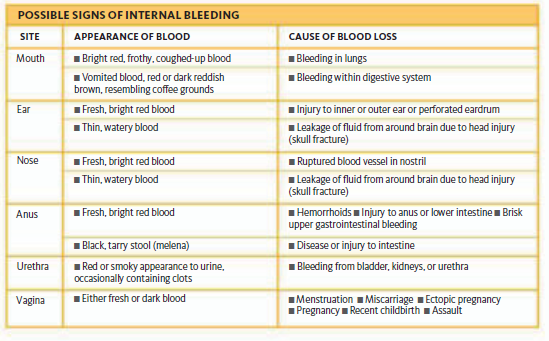 POSSIBLE SIGNS OF INTERNAL BLEEDING
SITE APPEARANCE OF BLOOD CAUSE OF BLOOD LOSS
Mouth ■ Bright red, frothy, coughed-up blood ■ Bleeding in lungs
■ Vomited blood, red or dark reddish ■ Bleeding within digestive system
brown, resembling coffee grounds
Ear ■ Fresh, bright red blood ■ Injury to inner or outer ear or perforated eardrum
■ Thin, watery blood ■ Leakage of fluid from around brain due to head injury
(skull fracture)
Nose ■ Fresh, bright red blood ■ Ruptured blood vessel in nostril
■ Thin, watery blood ■ Leakage of fluid from around brain due to head injury
(skull fracture)
Anus ■ Fresh, bright red blood ■ Hemorrhoids ■ Injury to anus or lower intestine ■ Brisk
upper gastrointestinal bleeding
■ Black, tarry stool (melena) ■ Disease or injury to intestine
Urethra ■ Red or smoky appearance to urine, ■ Bleeding from bladder, kidneys, or urethra
occasionally containing clots
Vagina ■ Either fresh or dark blood ■ Menstruation ■ Miscarriage ■ Ectopic pregnancy
■ Pregnancy ■ Recent childbirth ■ Assault